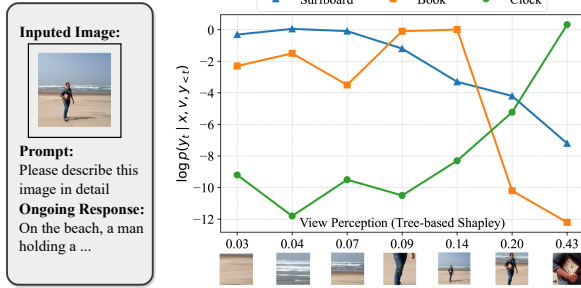 Surfboard Book Clock
Inputed Image:
Prompt:
Please describe this
image in detail
Ongoing Response:
On the beach, a man
holding a ...
log p(y_t | x, v, y_{<t})
0
−2
−4
−6
−8
−10
−12
View Perception (Tree-based Shapley)
0.03 0.04 0.07 0.09 0.14 0.20 0.43